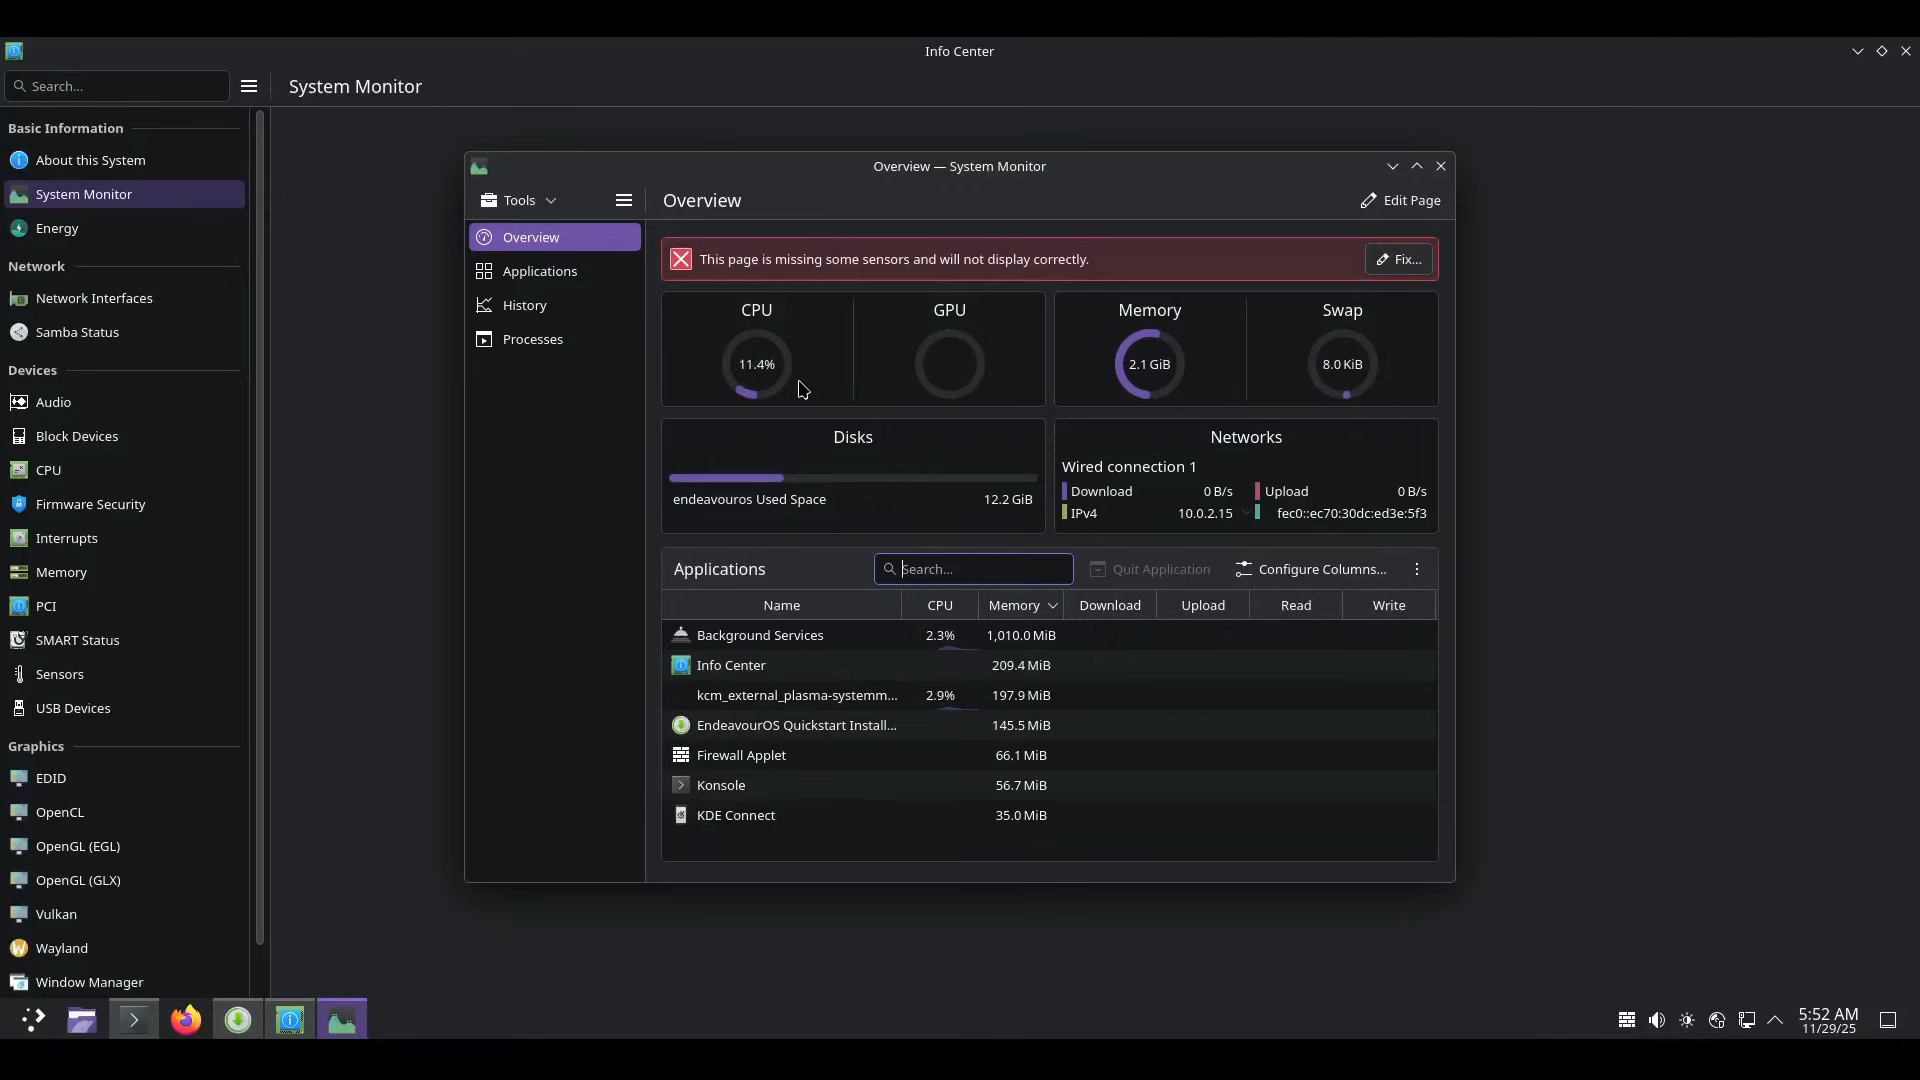 Info Center
Search...
System Monitor
Basic Information
About this System
System Monitor
Energy
Network
Network Interfaces
Samba Status
Devices
Audio
Block Devices
CPU
Firmware Security
Interrupts
Memory
PCI
SMART Status
Sensors
USB Devices
Graphics
EDID
OpenCL
OpenGL (EGL)
OpenGL (GLX)
Vulkan
Wayland
Window Manager
Overview — System Monitor
Tools
Overview
Edit Page
Overview
Applications
History
Processes
This page is missing some sensors and will not display correctly.
Fix...
CPU
11.4%
GPU
Memory
2.1 GiB
Swap
8.0 KiB
Disks
endeavouros Used Space 12.2 GiB
Networks
Wired connection 1
Download 0 B/s Upload 0 B/s
IPv4 10.0.2.15 fec0::ec70:30dc:ed3e:5f3
Applications
Search...
Quit Application
Configure Columns...
Name CPU Memory Download Upload Read Write
Background Services 2.3% 1,010.0 MiB
Info Center 209.4 MiB
kcm_external_plasma-systemm... 2.9% 197.9 MiB
EndeavourOS Quickstart Install... 145.5 MiB
Firewall Applet 66.1 MiB
Konsole 56.7 MiB
KDE Connect 35.0 MiB
5:52 AM
11/29/25